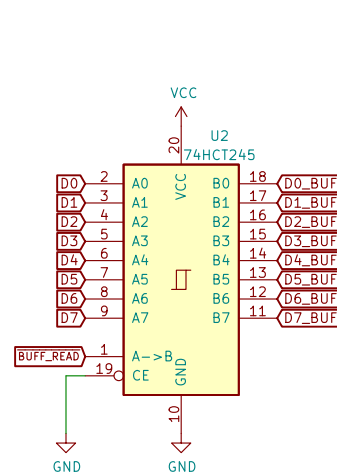 VCC
20
U2
74HCT245
VCC
D0 2 A0 B0 18 D0_BUF
D1 3 A1 B1 17 D1_BUF
D2 4 A2 B2 16 D2_BUF
D3 5 A3 B3 15 D3_BUF
D4 6 A4 B4 14 D4_BUF
D5 7 A5 B5 13 D5_BUF
D6 8 A6 B6 12 D6_BUF
D7 9 A7 B7 11 D7_BUF
BUFF_READ 1 A->B
19 CE
GND
10
GND GND